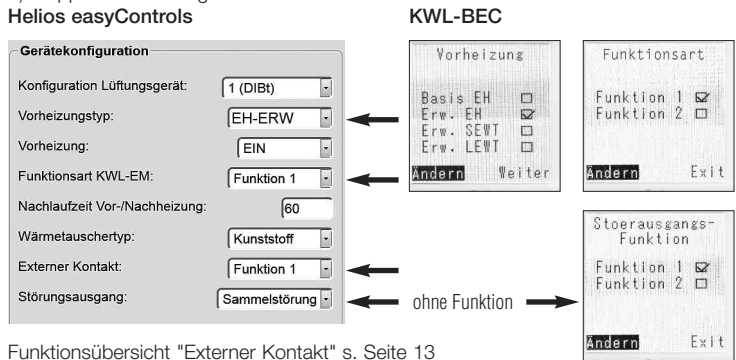 Helios easyControls
KWL-BEC
Gerätekonfiguration
Konfiguration Lüftungsgerät: 1 (DIBt)
Vorheizungstyp: EH-ERW
Vorheizung: EIN
Funktionsart KWL-EM: Funktion 1
Nachlaufzeit Vor-/Nachheizung: 60
Wärmetauschertyp: Kunststoff
Externer Kontakt: Funktion 1
Störungsausgang: Sammelstörung
ohne Funktion
Vorheizung
Basis EH
Erw. EH
Erw. SEWT
Erw. LEWT
Ändern Weiter
Funktionsart
Funktion 1
Funktion 2
Ändern Exit
Stoerausgangs-
Funktion
Funktion 1
Funktion 2
Ändern Exit
Funktionsübersicht "Externer Kontakt" s. Seite 13